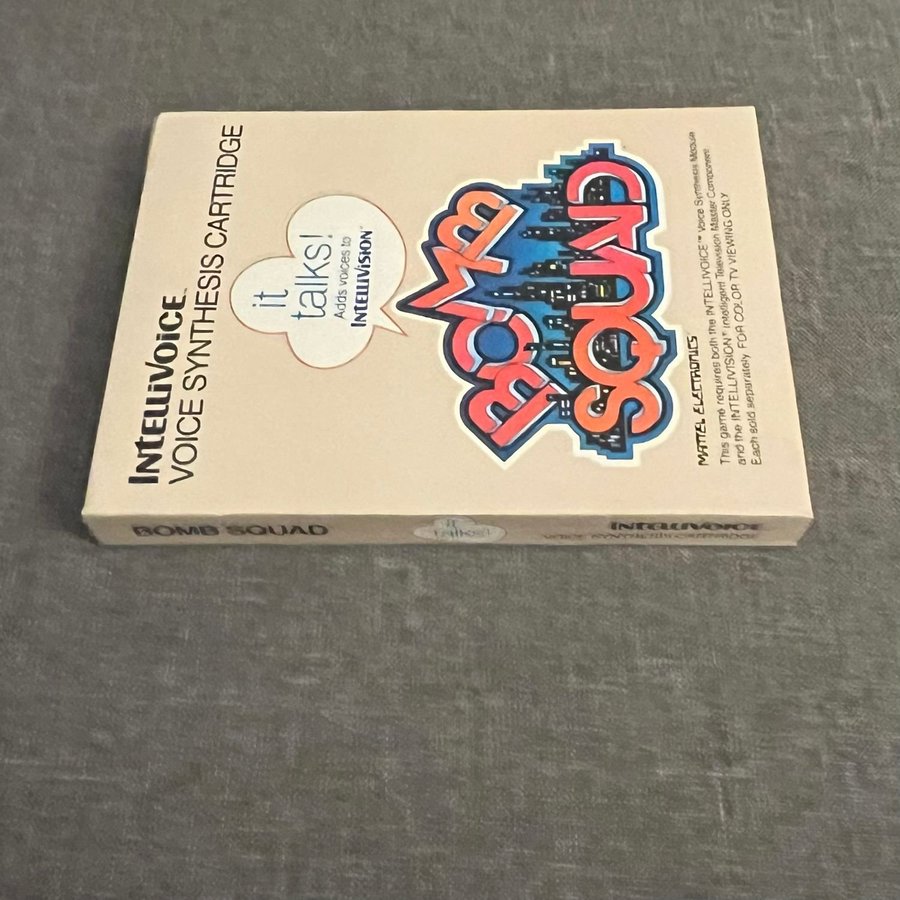 INTELLIVOICE™
VOICE SYNTHESIS CARTRIDGE
it
talks!
Adds voices to
INTELLIVISION®
BOMB
SQUAD
MATTEL ELECTRONICS®
This game requires both the INTELLIVOICE™ Voice Synthesis Module
and the INTELLIVISION® Intelligent Television Master Component.
Each sold separately. FOR COLOR TV VIEWING ONLY
BOMB SQUAD
it
talks!
INTELLIVOICE
VOICE SYNTHESIS CARTRIDGE